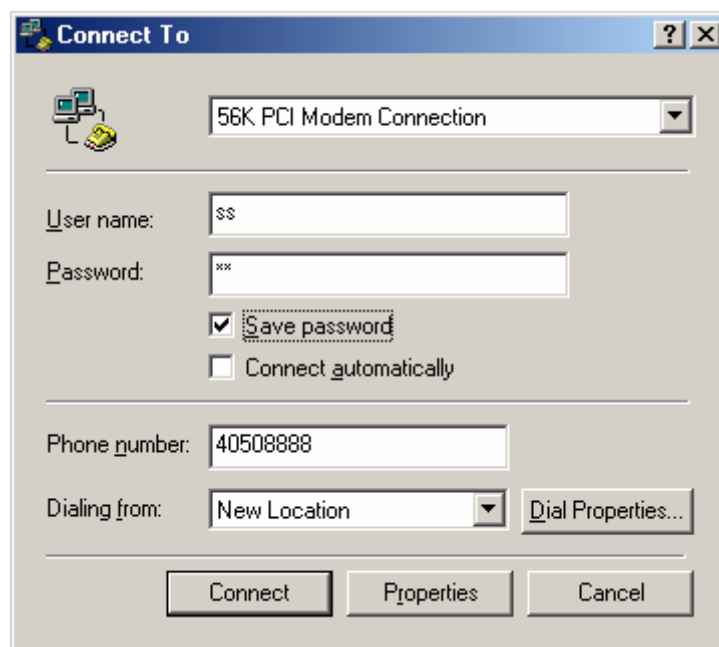 Connect To
56K PCI Modem Connection
User name: ss
Password: **
Save password
Connect automatically
Phone number: 40508888
Dialing from: New Location Dial Properties...
Connect Properties Cancel